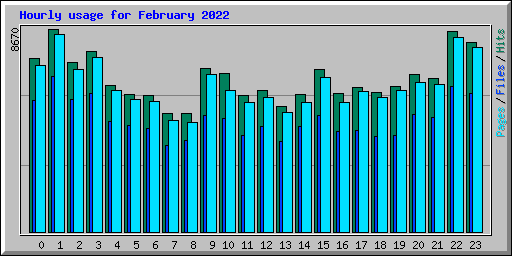 Hourly usage for February 2022
8670
Pages/Files/Hits
0 1 2 3 4 5 6 7 8 9 10 11 12 13 14 15 16 17 18 19 20 21 22 23